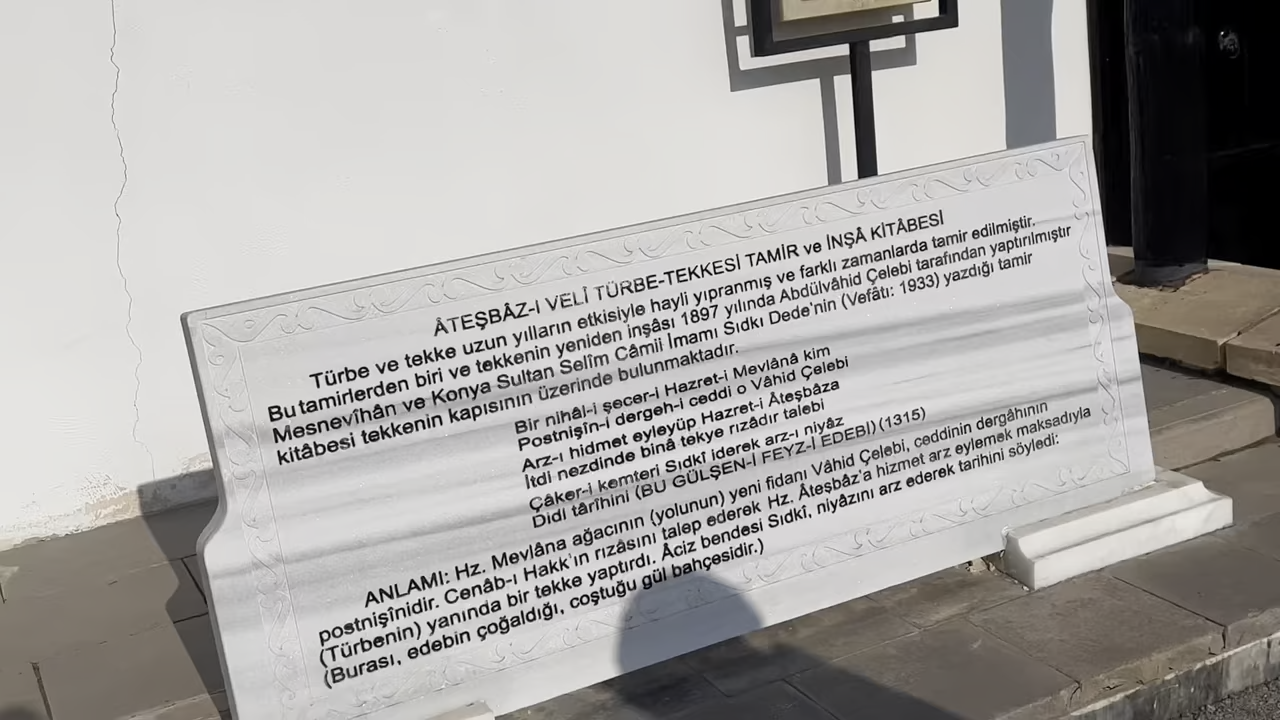 ÂTEŞBÂZ-I VELÎ TÜRBE-TEKKESİ TAMİR ve İNŞÂ KİTÂBESİ
Türbe ve tekke uzun yılların etkisiyle hayli yıpranmış ve farklı zamanlarda tamir edilmiştir.
Bu tamirlerden biri ve tekkenin yeniden inşâsı 1897 yılında Abdülvâhid Çelebi tarafından yaptırılmıştır
Mesnevîhân ve Konya Sultan Selîm Câmii İmamı Sıdkı Dede'nin (Vefâtı: 1933) yazdığı tamir
kitâbesi tekkenin kapısının üzerinde bulunmaktadır.
Bir nihâl-i şecer-i Hazret-i Mevlânâ kim
Postnişîn-i dergeh-i ceddi o Vâhid Çelebi
Arz-ı hidmet eyleyüp Hazret-i Âteşbâza
İtdi nezdinde binâ tekye rızâdır talebi
Çâker-i kemteri Sıdkî iderek arz-ı niyâz
Didi târîhini (BU GÜLŞEN-İ FEYZ-İ EDEBİ) (1315)
ANLAMI: Hz. Mevlâna ağacının (yolunun) yeni fidanı Vâhid Çelebi, ceddinin dergâhının
postnişînidir. Cenâb-ı Hakk'ın rızâsını talep ederek Hz. Âteşbâz'a hizmet arz eylemek maksadıyla
(Türbenin) yanında bir tekke yaptırdı. Âciz bendesi Sıdkî, niyâzını arz ederek tarihini söyledi:
(Burası, edebin çoğaldığı, coştuğu gül bahçesidir.)